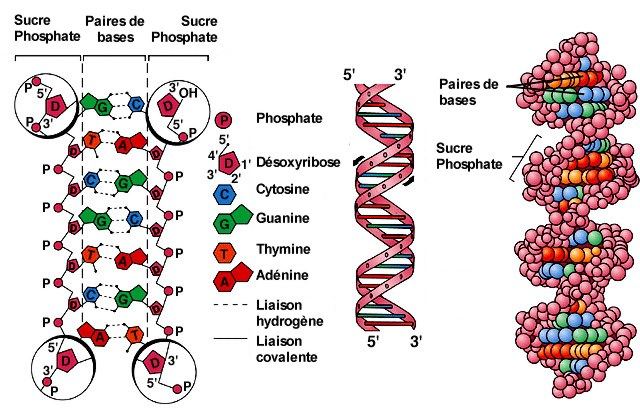 Sucre
Phosphate
Paires de
bases
Sucre
Phosphate
P
5'
D
P
3'
G
C
3'
OH
D
5'
P
D
T
A
D
P
P
D
C
G
D
P
P
D
G
C
D
P
P
D
T
A
D
P
P
D
C
G
D
P
P
A
T
P
5'
D
3'
P
D
3'
5'
P
P
Phosphate
5'
4'
D
1'
3'
2'
Désoxyribose
C
Cytosine
G
Guanine
T
Thymine
A
Adénine
Liaison
hydrogène
Liaison
covalente
5'
3'
5'
3'
Paires de
bases
Sucre
Phosphate